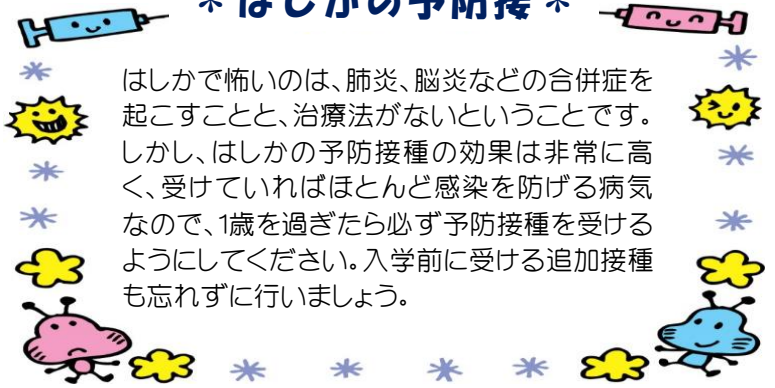 ＊はしかの予防接＊
はしかで怖いのは、肺炎、脳炎などの合併症を
起こすことと、治療法がないということです。
しかし、はしかの予防接種の効果は非常に高
く、受けていればほとんど感染を防げる病気
なので、1歳を過ぎたら必ず予防接種を受ける
ようにしてください。入学前に受ける追加接種
も忘れずに行いましょう。